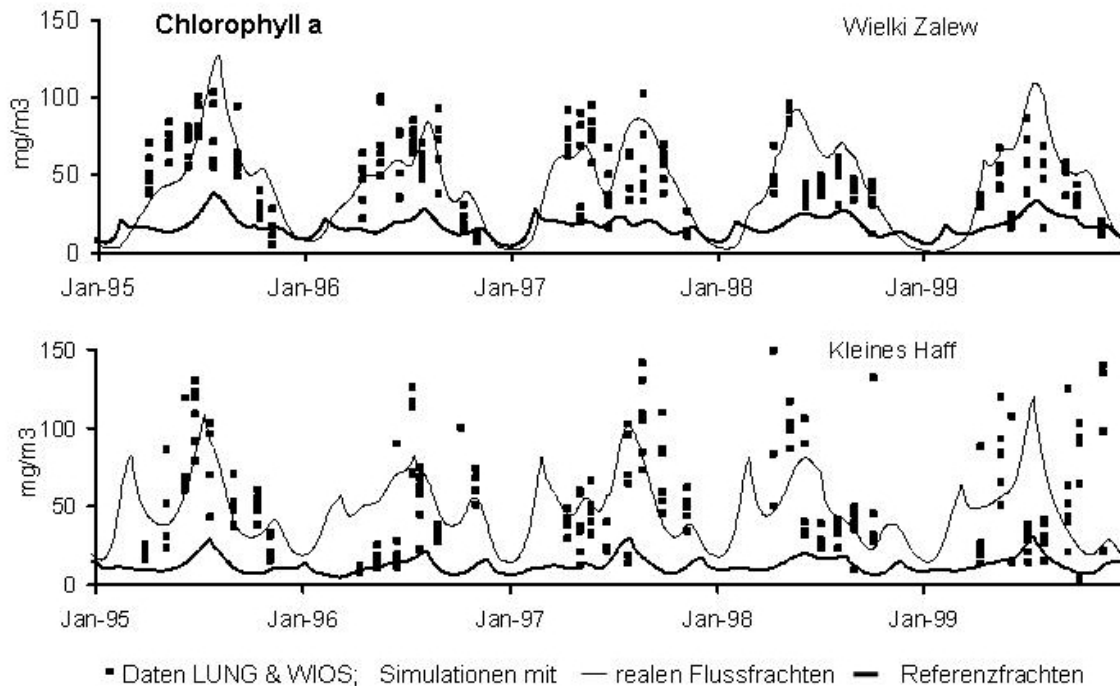 Chlorophyll a
Wielki Zalew
mg/m3
150
100
50
0
Jan-95 Jan-96 Jan-97 Jan-98 Jan-99
Kleines Haff
mg/m3
150
100
50
0
Jan-95 Jan-96 Jan-97 Jan-98 Jan-99
Daten LUNG & WIOS; Simulationen mit realen Flussfrachten Referenzfrachten